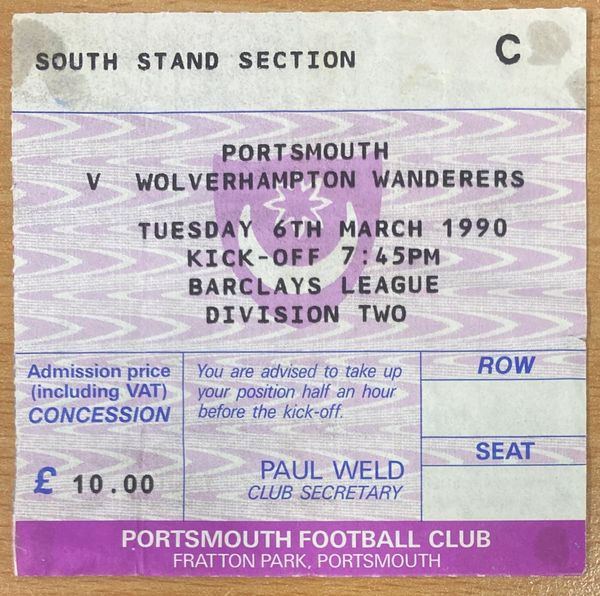 SOUTH STAND SECTION C
PORTSMOUTH
V WOLVERHAMPTON WANDERERS
TUESDAY 6TH MARCH 1990
KICK-OFF 7:45PM
BARCLAYS LEAGUE
DIVISION TWO
Admission price
(including VAT)
CONCESSION
£ 10.00
You are advised to take up
your position half an hour
before the kick-off.
PAUL WELD
CLUB SECRETARY
ROW
SEAT
PORTSMOUTH FOOTBALL CLUB
FRATTON PARK, PORTSMOUTH